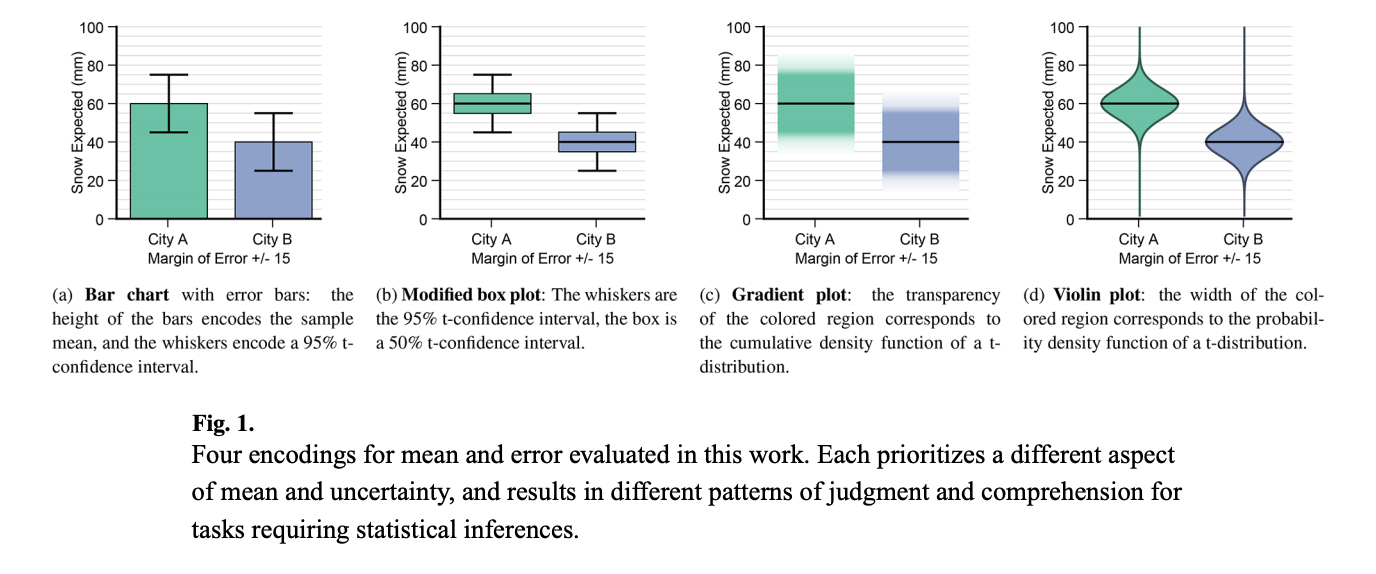 100
80
60
40
20
0
Snow Expected (mm)
City A City B
Margin of Error +/- 15
100
80
60
40
20
0
Snow Expected (mm)
City A City B
Margin of Error +/- 15
100
80
60
40
20
0
Snow Expected (mm)
City A City B
Margin of Error +/- 15
100
80
60
40
20
0
Snow Expected (mm)
City A City B
Margin of Error +/- 15
(a) Bar chart with error bars: the
height of the bars encodes the sample
mean, and the whiskers encode a 95% t-
confidence interval.
(b) Modified box plot: The whiskers are
the 95% t-confidence interval, the box is
a 50% t-confidence interval.
(c) Gradient plot: the transparency
of the colored region corresponds to
the cumulative density function of a t-
distribution.
(d) Violin plot: the width of the col-
ored region corresponds to the probabil-
ity density function of a t-distribution.
Fig. 1.
Four encodings for mean and error evaluated in this work. Each prioritizes a different aspect
of mean and uncertainty, and results in different patterns of judgment and comprehension for
tasks requiring statistical inferences.